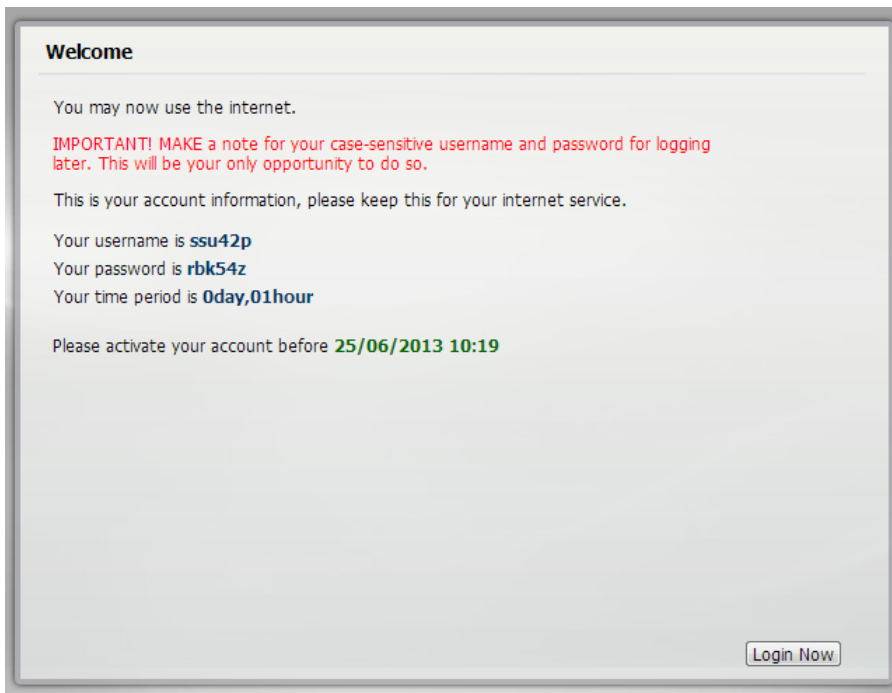 Welcome
You may now use the internet.
IMPORTANT! MAKE a note for your case-sensitive username and password for logging
later. This will be your only opportunity to do so.
This is your account information, please keep this for your internet service.
Your username is ssu42p
Your password is rbk54z
Your time period is 0day,01hour
Please activate your account before 25/06/2013 10:19
Login Now